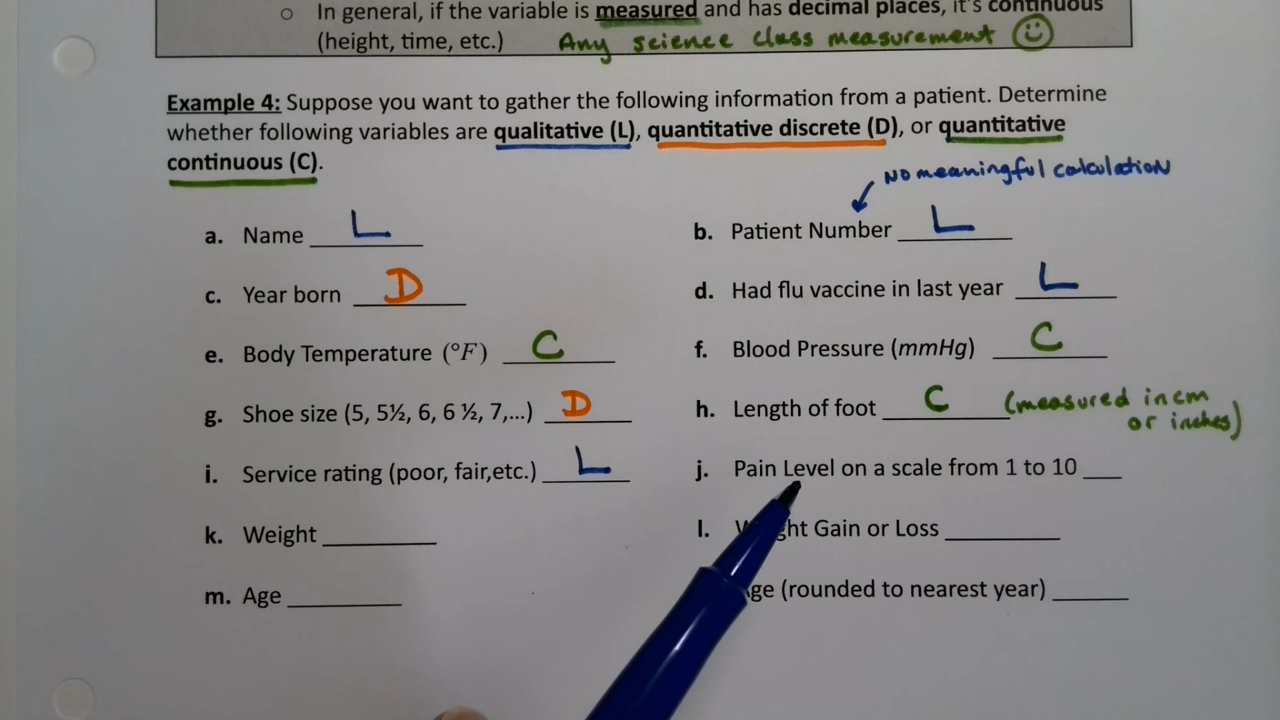 o In general, if the variable is measured and has decimal places, it's continuous
(height, time, etc.) Any science class measurement
Example 4: Suppose you want to gather the following information from a patient. Determine
whether following variables are qualitative (L), quantitative discrete (D), or quantitative
continuous (C).
No meaningful calculation
a. Name L
b. Patient Number L
c. Year born D
d. Had flu vaccine in last year L
e. Body Temperature (°F) C
f. Blood Pressure (mmHg) C
g. Shoe size (5, 5½, 6, 6 ½, 7,...) D
h. Length of foot C (measured in cm
or inches)
i. Service rating (poor, fair,etc.) L
j. Pain Level on a scale from 1 to 10
k. Weight
l. Gain or Loss
m. Age
(rounded to nearest year)